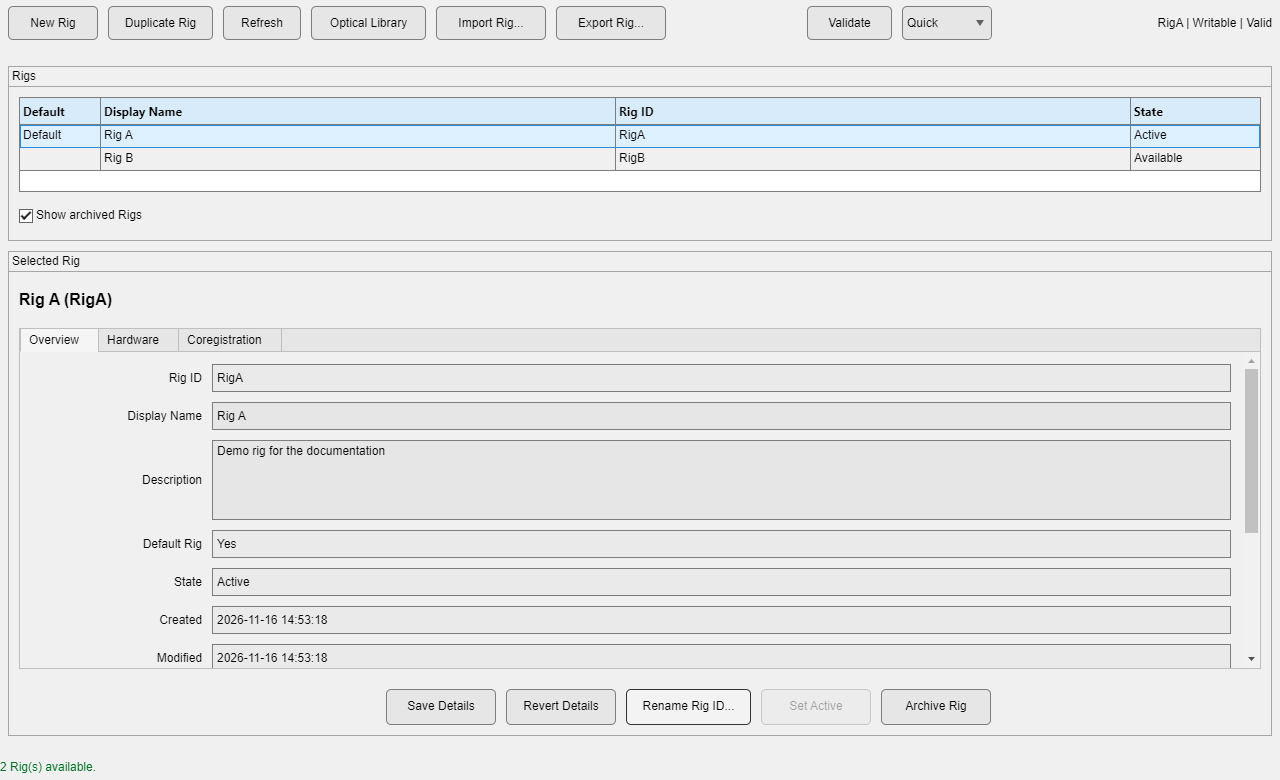 New Rig Duplicate Rig Refresh Optical Library Import Rig... Export Rig... Validate Quick RigA | Writable | Valid
Rigs
Default Display Name Rig ID State
Default Rig A RigA Active
Rig B RigB Available
Show archived Rigs
Selected Rig
Rig A (RigA)
Overview Hardware Coregistration
Rig ID RigA
Display Name Rig A
Demo rig for the documentation
Description
Default Rig Yes
State Active
Created 2026-11-16 14:53:18
Modified 2026-11-16 14:53:18
Save Details Revert Details Rename Rig ID... Set Active Archive Rig
2 Rig(s) available.